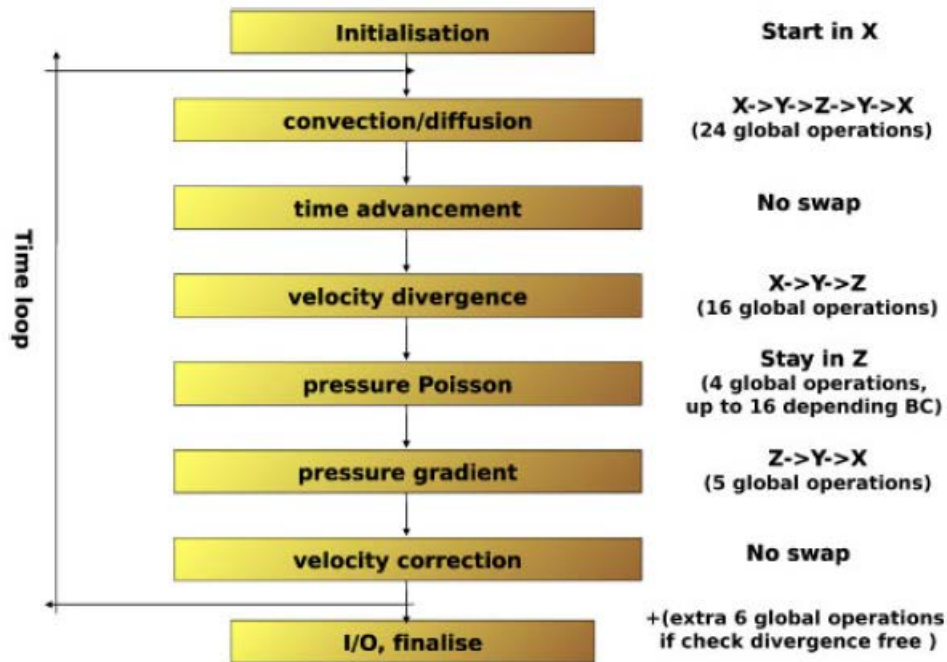 Initialisation
Start in X
convection/diffusion
X->Y->Z->Y->X
(24 global operations)
time advancement
No swap
Time loop
velocity divergence
X->Y->Z
(16 global operations)
pressure Poisson
Stay in Z
(4 global operations,
up to 16 depending BC)
pressure gradient
Z->Y->X
(5 global operations)
velocity correction
No swap
I/O, finalise
+(extra 6 global operations
if check divergence free )